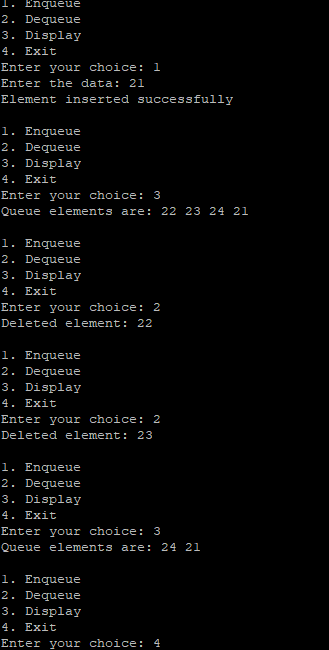 1. Enqueue
2. Dequeue
3. Display
4. Exit
Enter your choice: 1
Enter the data: 21
Element inserted successfully
1. Enqueue
2. Dequeue
3. Display
4. Exit
Enter your choice: 3
Queue elements are: 22 23 24 21
1. Enqueue
2. Dequeue
3. Display
4. Exit
Enter your choice: 2
Deleted element: 22
1. Enqueue
2. Dequeue
3. Display
4. Exit
Enter your choice: 2
Deleted element: 23
1. Enqueue
2. Dequeue
3. Display
4. Exit
Enter your choice: 3
Queue elements are: 24 21
1. Enqueue
2. Dequeue
3. Display
4. Exit
Enter your choice: 4